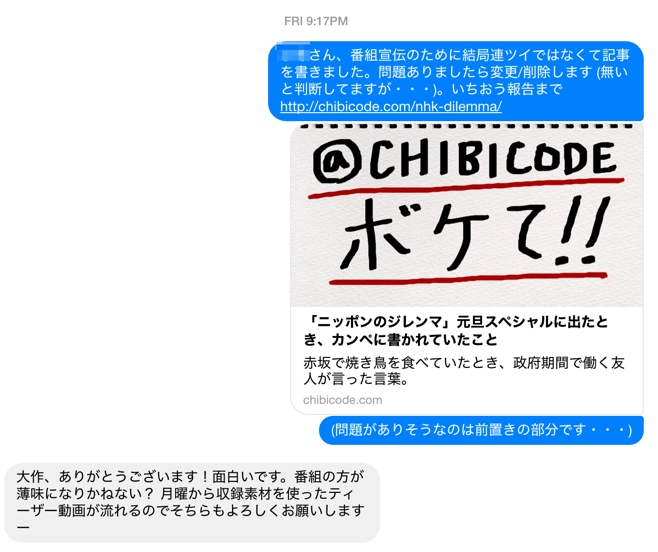 FRI 9:17PM
さん、番組宣伝のために結局連ツイではなくて記事
を書きました。問題ありましたら変更/削除します (無い
と判断してますが・・・)。いちおう報告まで
http://chibicode.com/nhk-dilemma/
@CHIBICODE
ボケて!!
「ニッポンのジレンマ」元旦スペシャルに出たと
き、カンペに書かれていたこと
赤坂で焼き鳥を食べていたとき、政府期間で働く友
人が言った言葉。
chibicode.com
(問題がありそうなのは前置きの部分です・・・)
大作、ありがとうございます！面白いです。番組の方が
薄味になりかねない？ 月曜から収録素材を使ったティ
ーザー動画が流れるのでそちらもよろしくお願いします
ー